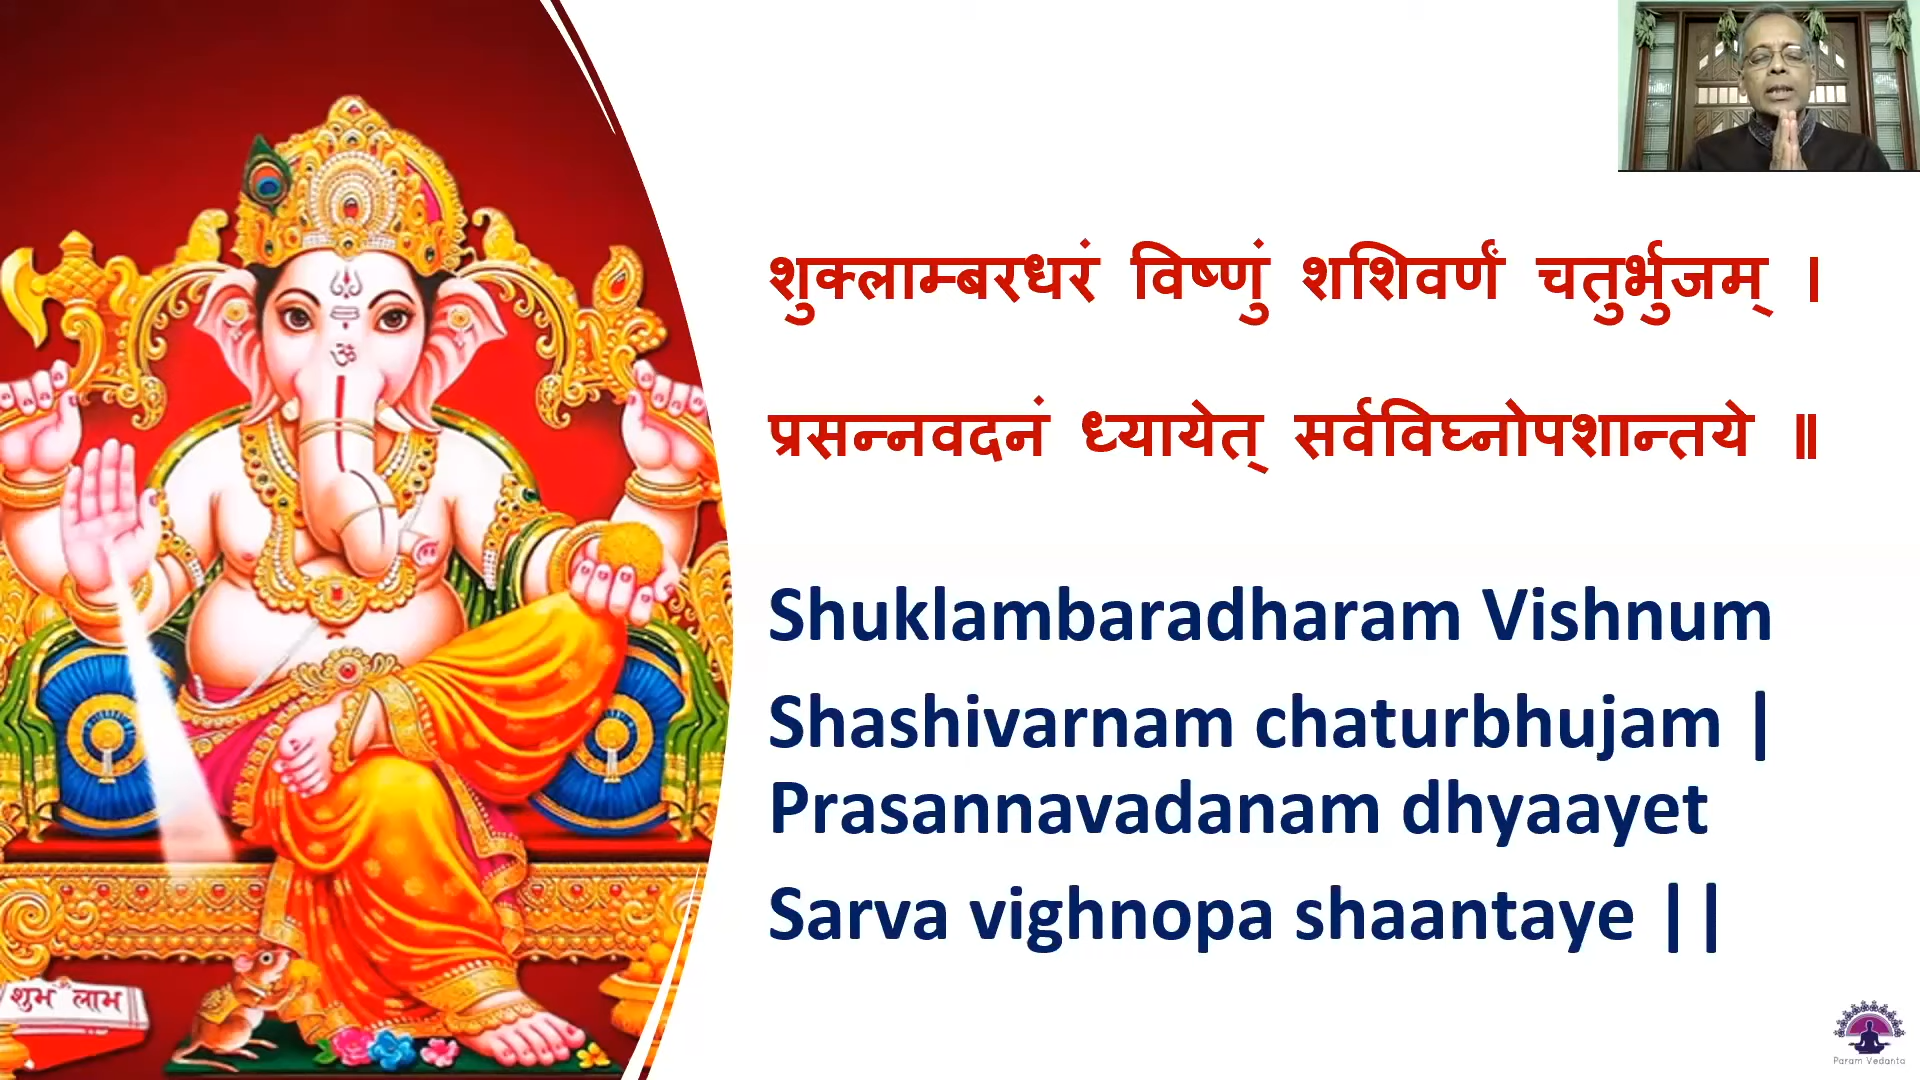 शुक्लाम्बरधरं विष्णुं शशिवर्णं चतुर्भुजम् ।
प्रसन्नवदनं ध्यायेत् सर्वविघ्नोपशान्तये ॥
Shuklambaradharam Vishnum
Shashivarnam chaturbhujam |
Prasannavadanam dhyaayet
Sarva vighnopa shaantaye ||
ॐ
शुभ ॐ लाभ
Param Vedanta